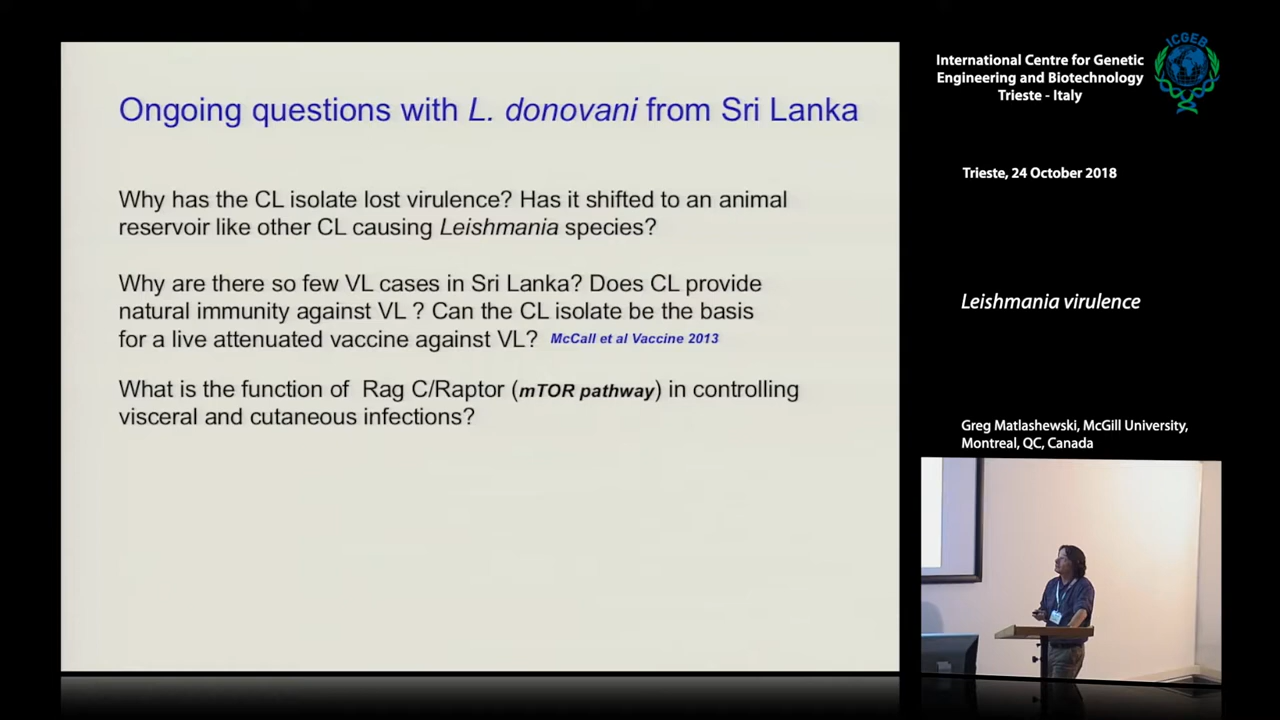 Ongoing questions with L. donovani from Sri Lanka
Why has the CL isolate lost virulence? Has it shifted to an animal
reservoir like other CL causing Leishmania species?
Why are there so few VL cases in Sri Lanka? Does CL provide
natural immunity against VL ? Can the CL isolate be the basis
for a live attenuated vaccine against VL? McCall et al Vaccine 2013
What is the function of Rag C/Raptor (mTOR pathway) in controlling
visceral and cutaneous infections?
International Centre for Genetic
Engineering and Biotechnology
Trieste - Italy
ICGEB
Trieste, 24 October 2018
Leishmania virulence
Greg Matlashewski, McGill University,
Montreal, QC, Canada